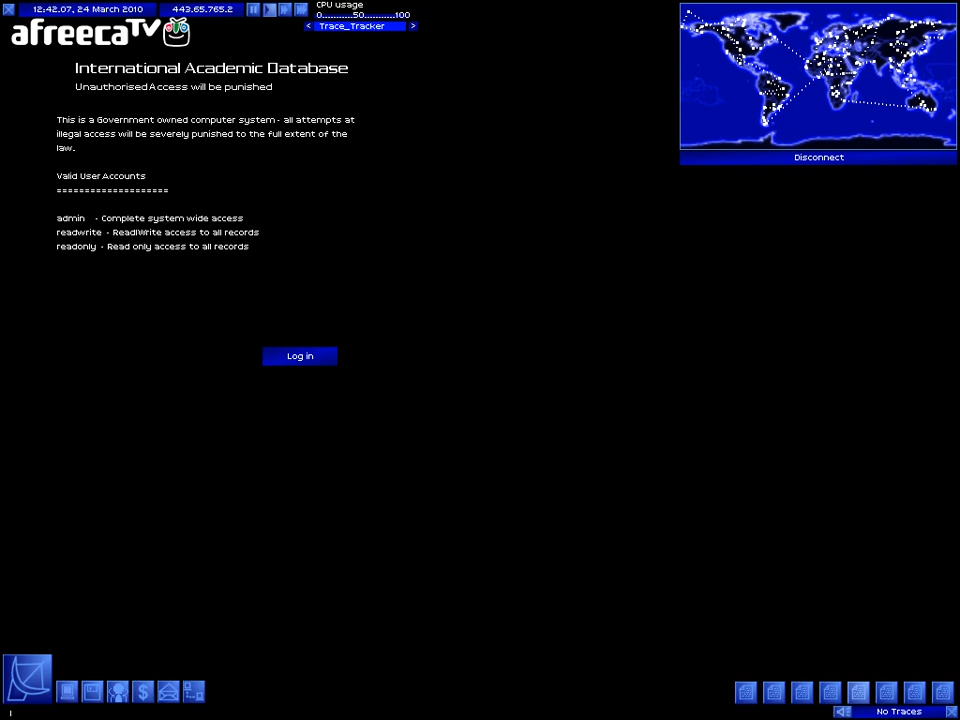 12:42.07, 24 March 2010
443.65.765.2
CPU usage
0...........50...........100
< Trace_Tracker >
afreecaTV
International Academic Database
Unauthorised Access will be punished
This is a Government owned computer system - all attempts at
illegal access will be severely punished to the full extent of the
law.
Valid User Accounts
====================
admin - Complete system wide access
readwrite - Read/Write access to all records
readonly - Read only access to all records
Log in
Disconnect
No Traces